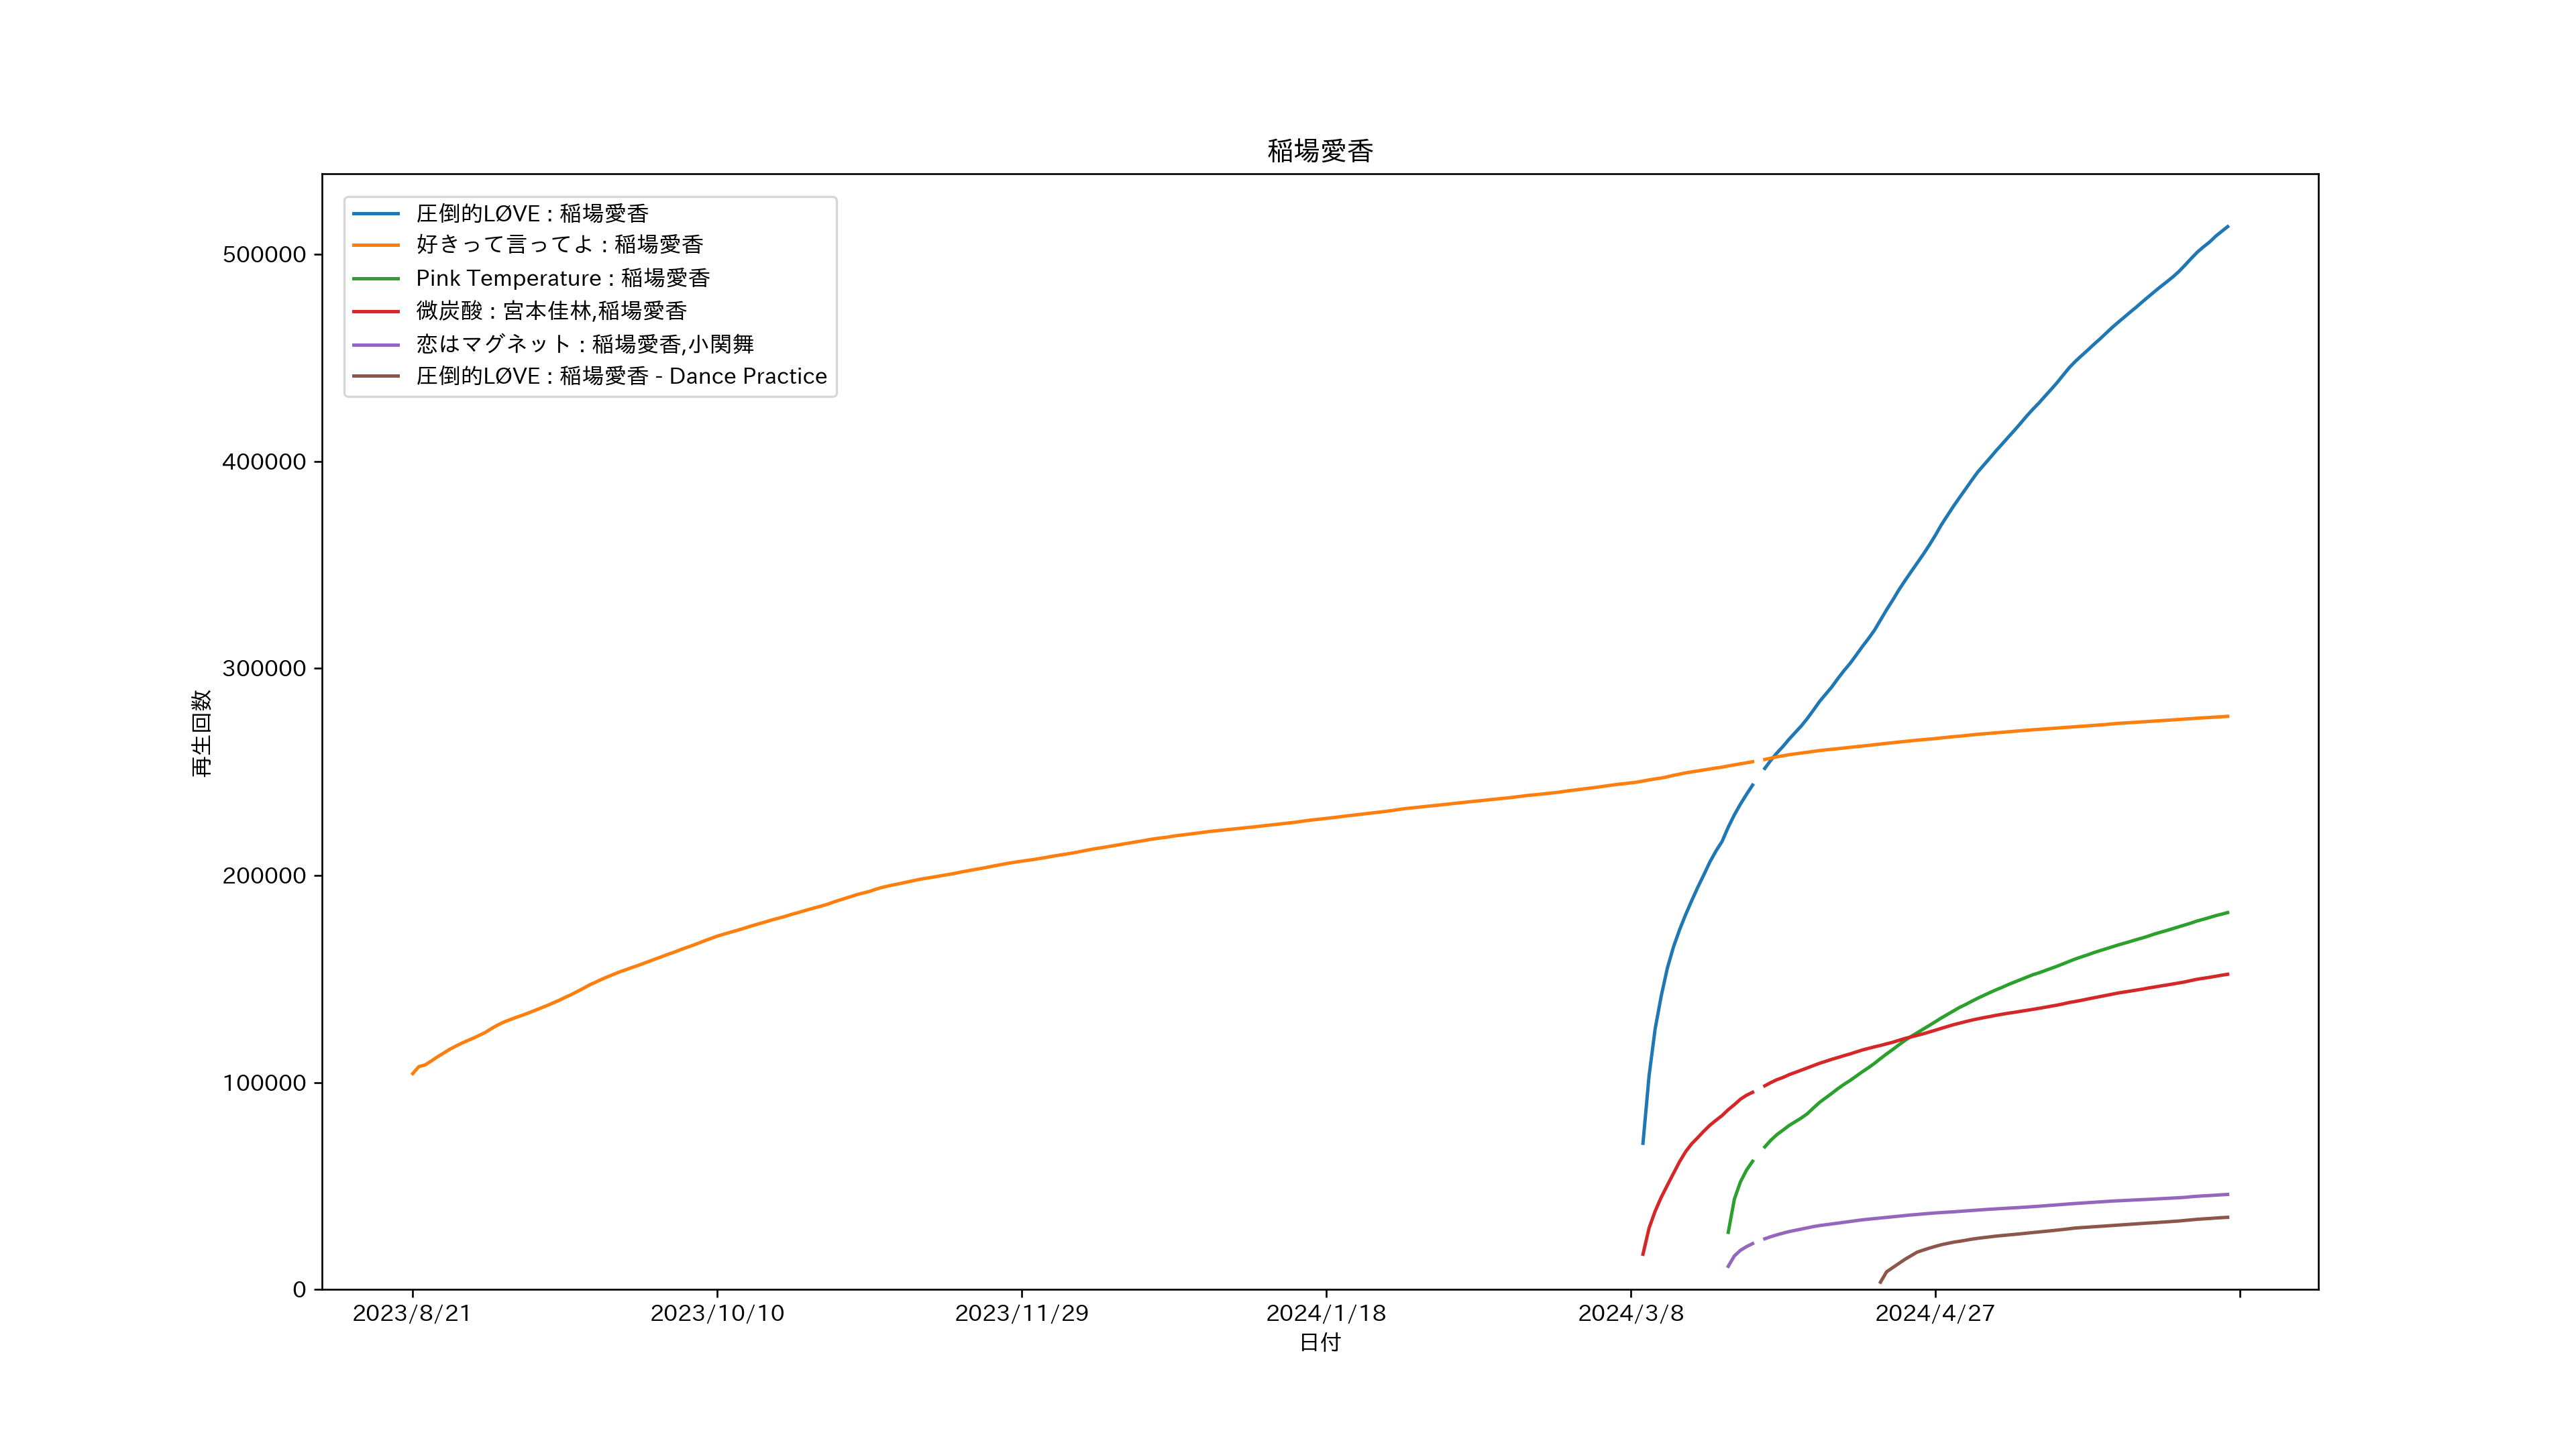 稲場愛香
圧倒的LØVE : 稲場愛香
好きって言ってよ : 稲場愛香
Pink Temperature : 稲場愛香
微炭酸 : 宮本佳林,稲場愛香
恋はマグネット : 稲場愛香,小関舞
圧倒的LØVE : 稲場愛香 - Dance Practice
500000
400000
300000
200000
100000
0
再生回数
2023/8/21
2023/10/10
2023/11/29
2024/1/18
2024/3/8
2024/4/27
日付